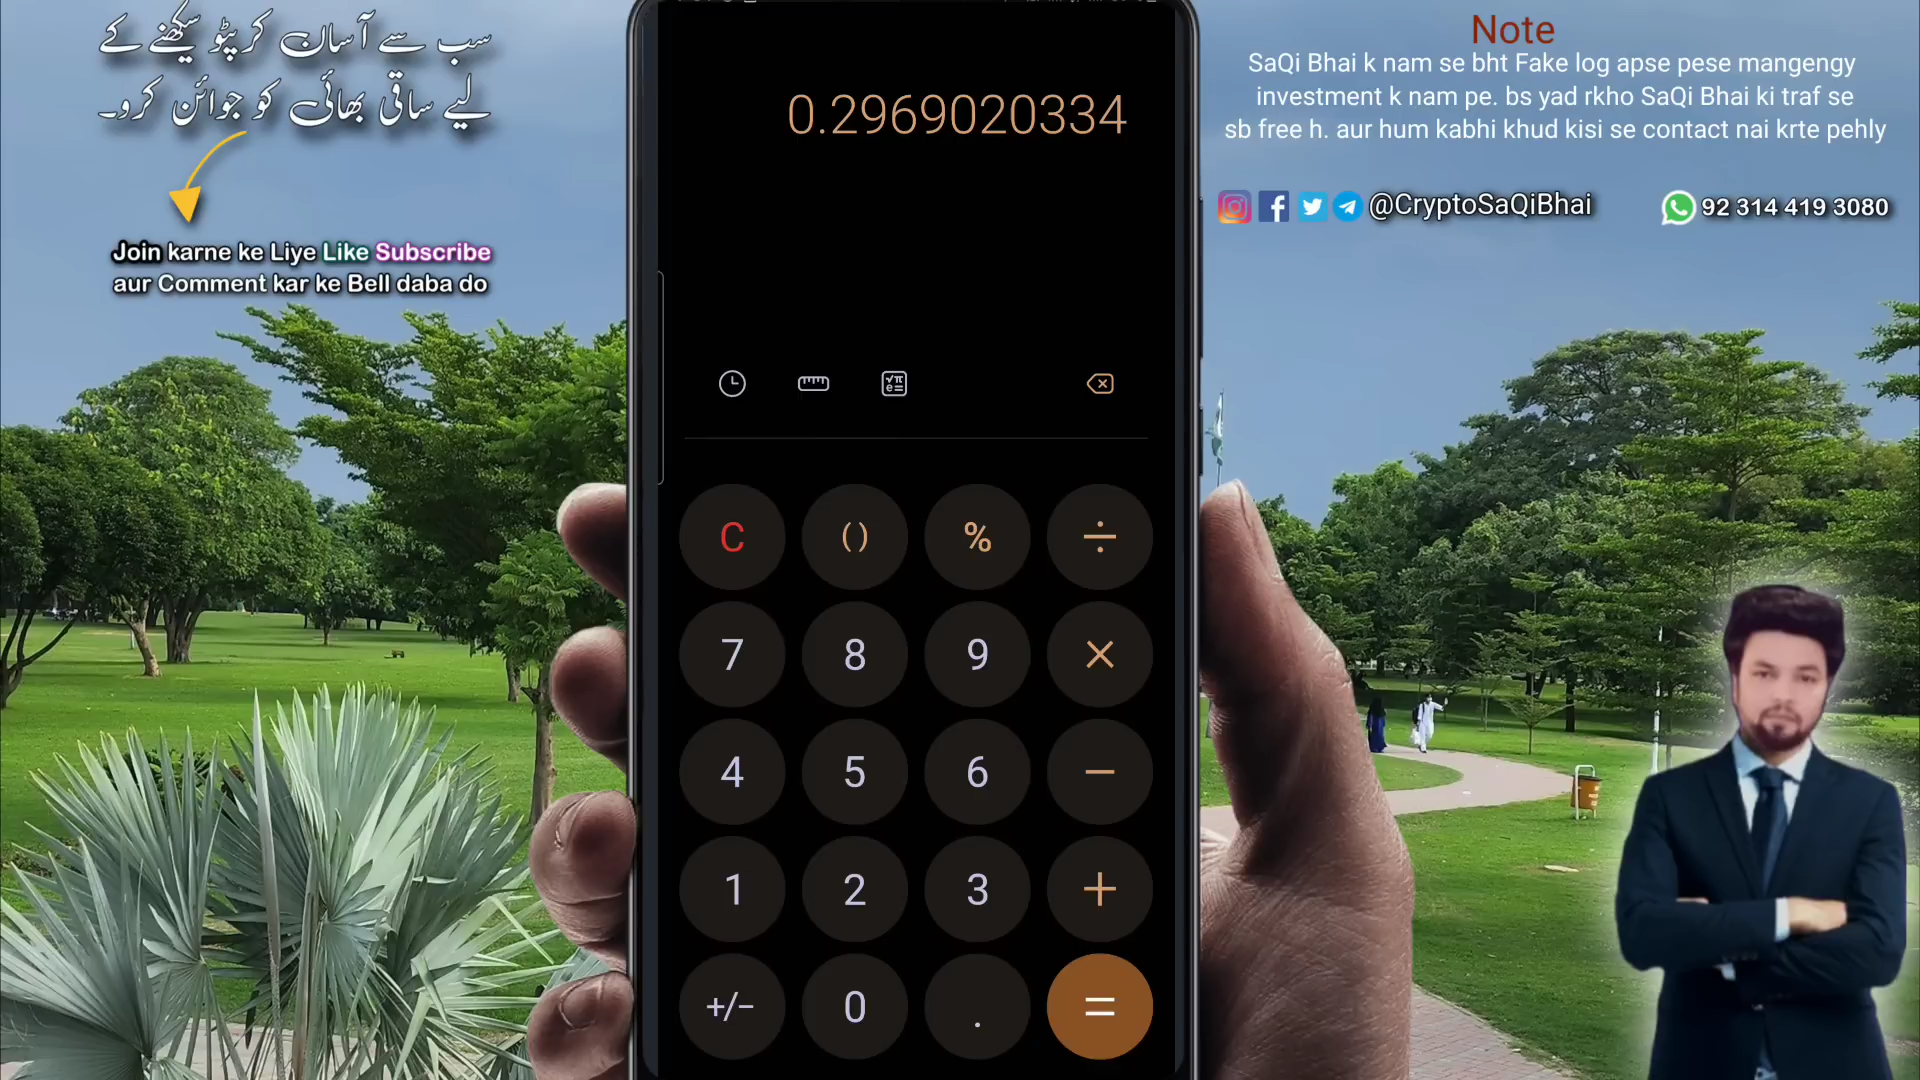 سب سے آسان کرپٹو سیکھنے کے
لیے ساقی بھائی کو جوائن کرو۔
Join karne ke Liye Like Subscribe
aur Comment kar ke Bell daba do
0.2969020334
C () % ÷
7 8 9 ×
4 5 6 −
1 2 3 +
+/− 0 . =
Note
SaQi Bhai k nam se bht Fake log apse pese mangengy
investment k nam pe. bs yad rkho SaQi Bhai ki traf se
sb free h. aur hum kabhi khud kisi se contact nai krte pehly
@CryptoSaQiBhai
92 314 419 3080